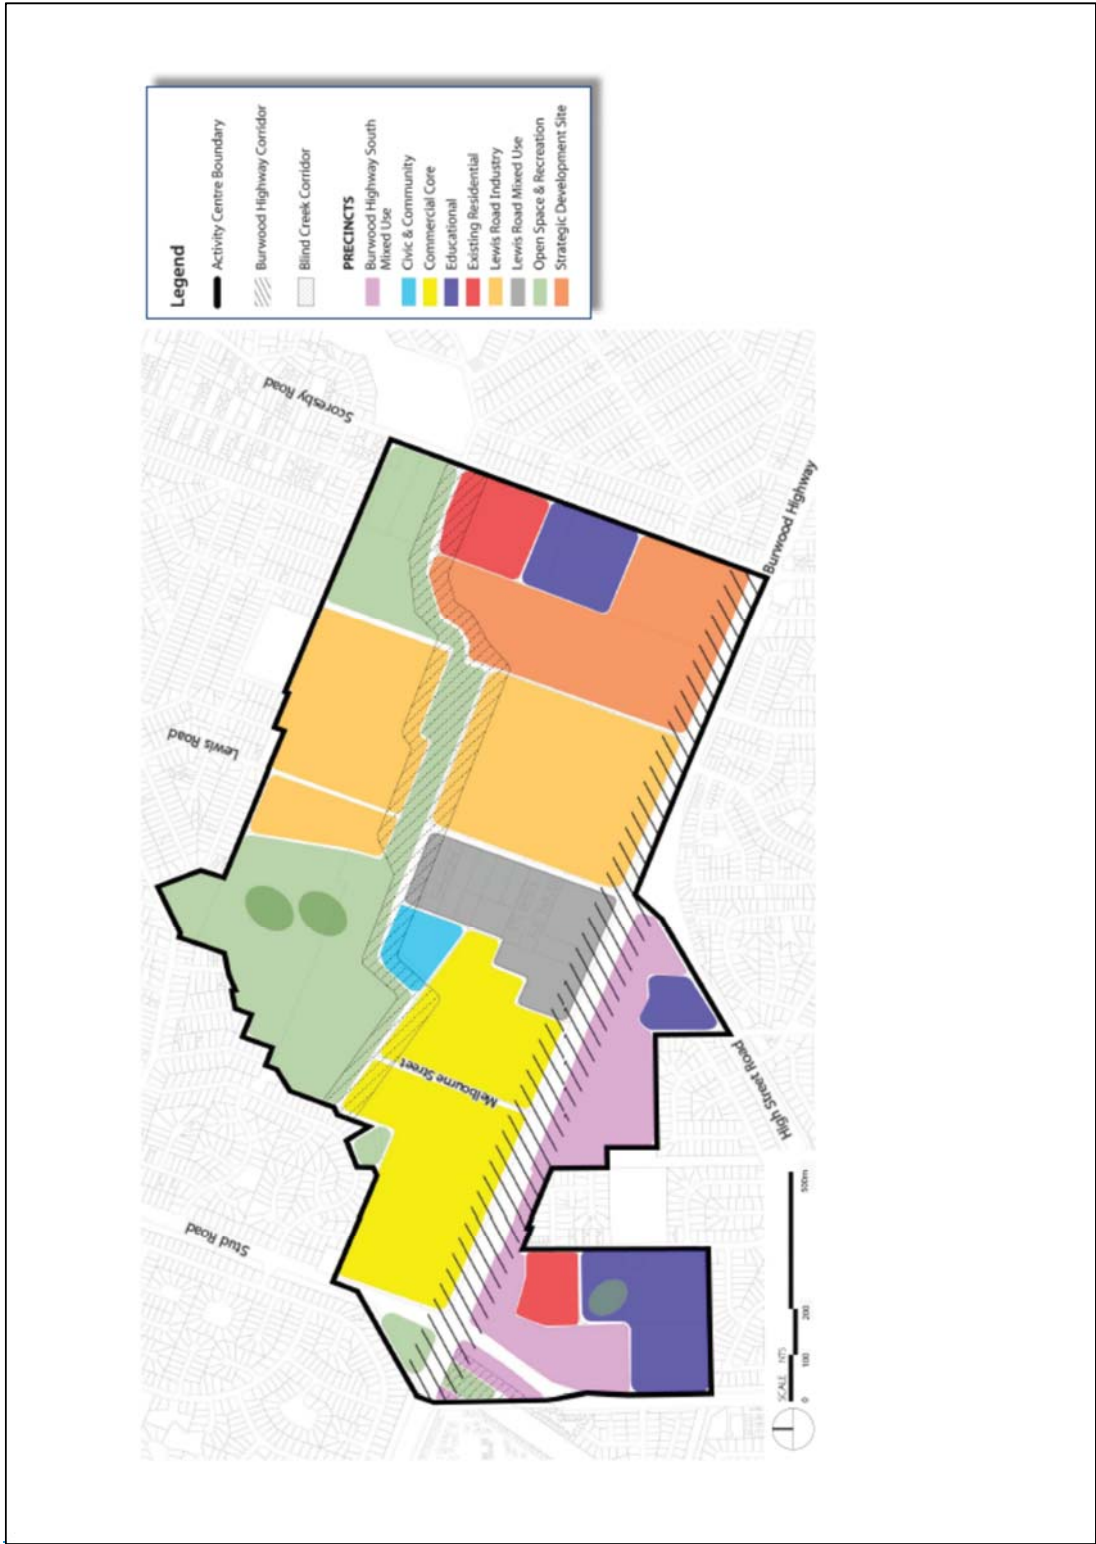 Legend
Activity Centre Boundary
Burwood Highway Corridor
Blind Creek Corridor
PRECINCTS
Burwood Highway South
Mixed Use
Civic & Community
Commercial Core
Educational
Existing Residential
Lewis Road Industry
Lewis Road Mixed Use
Open Space & Recreation
Strategic Development Site
Stud Road
Lewis Road
Scoresby Road
Melbourne Street
High Street Road
Burwood Highway
SCALE NTS
0 100 200 500m